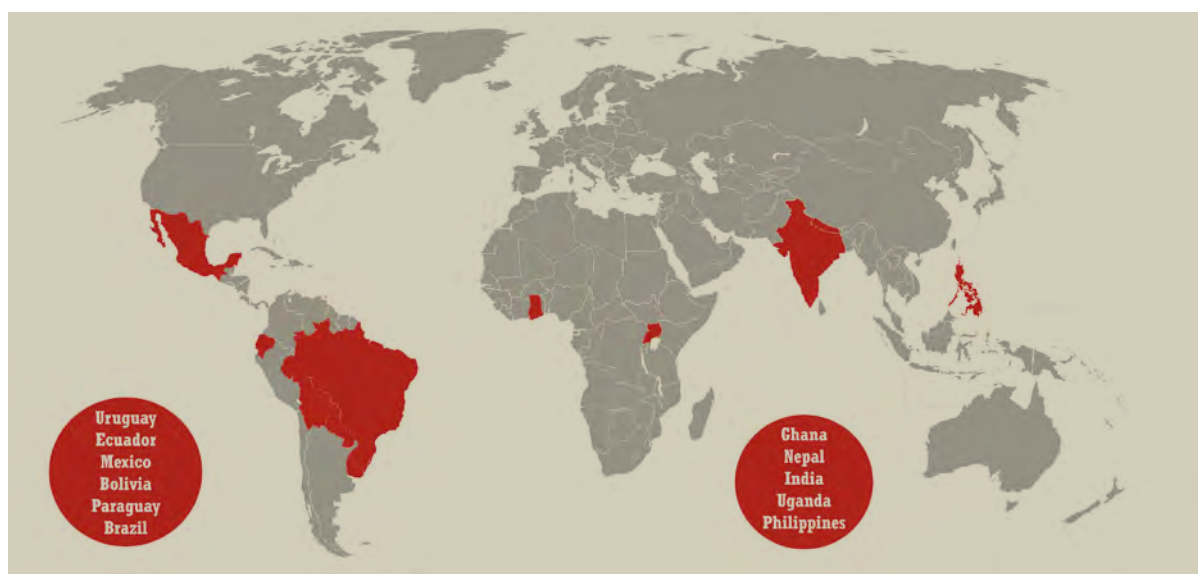 Uruguay
Ecuador
Mexico
Bolivia
Paraguay
Brazil
Ghana
Nepal
India
Uganda
Philippines